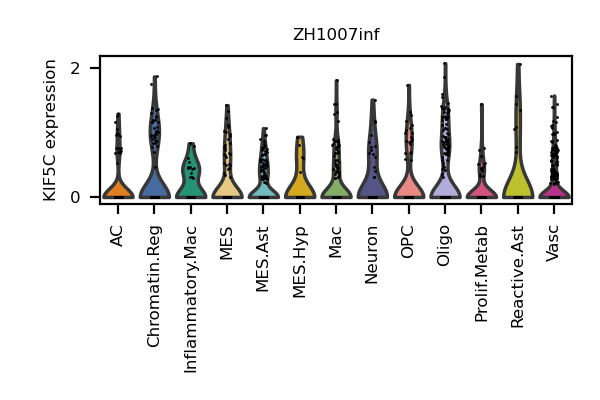 ZH1007inf
KIF5C expression
2
0
AC
Chromatin.Reg
Inflammatory.Mac
MES
MES.Ast
MES.Hyp
Mac
Neuron
OPC
Oligo
Prolif.Metab
Reactive.Ast
Vasc